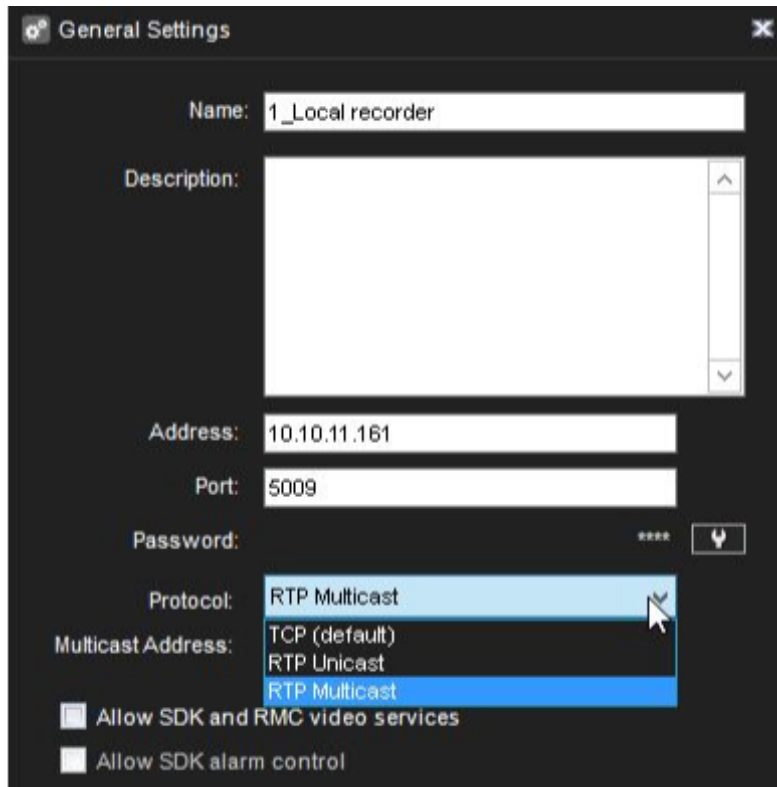 General Settings
Name: 1_Local recorder
Description:
Address: 10.10.11.161
Port: 5009
Password: ****
Protocol: RTP Multicast
TCP (default)
Multicast Address: RTP Unicast
RTP Multicast
Allow SDK and RMC video services
Allow SDK alarm control